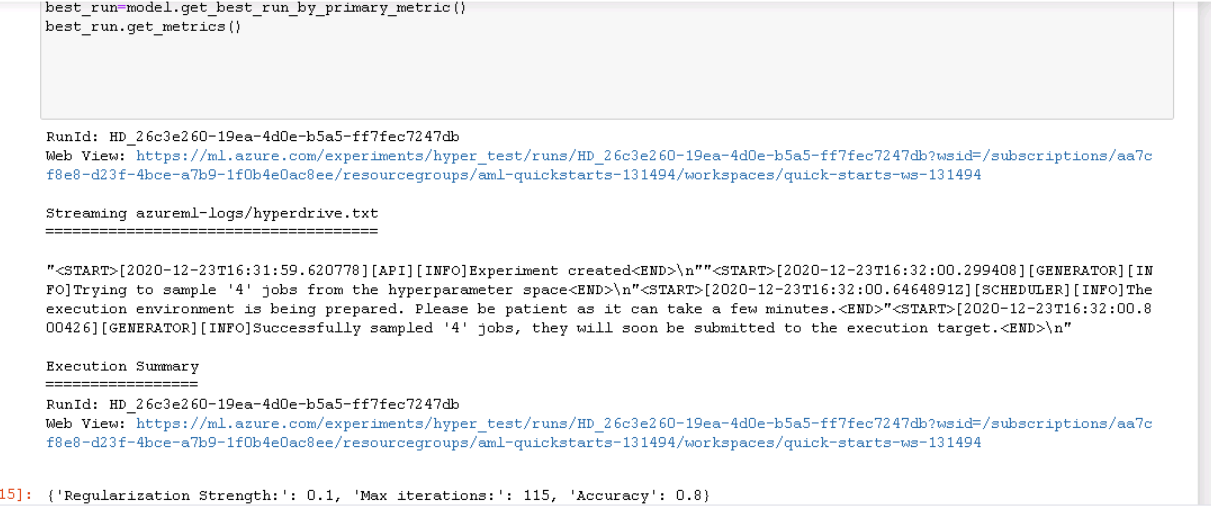 best_run=model.get_best_run_by_primary_metric()
best_run.get_metrics()
RunId: HD_26c3e260-19ea-4d0e-b5a5-ff7fec7247db
Web View: https://ml.azure.com/experiments/hyper_test/runs/HD_26c3e260-19ea-4d0e-b5a5-ff7fec7247db?wsid=/subscriptions/aa7c
f8e8-d23f-4bce-a7b9-1f0b4e0ac8ee/resourcegroups/aml-quickstarts-131494/workspaces/quick-starts-ws-131494
Streaming azureml-logs/hyperdrive.txt
=====================================
"<START>[2020-12-23T16:31:59.620778][API][INFO]Experiment created<END>\n""<START>[2020-12-23T16:32:00.299408][GENERATOR][IN
FO]Trying to sample '4' jobs from the hyperparameter space<END>\n"<START>[2020-12-23T16:32:00.6464891Z][SCHEDULER][INFO]The
execution environment is being prepared. Please be patient as it can take a few minutes.<END>"<START>[2020-12-23T16:32:00.8
00426][GENERATOR][INFO]Successfully sampled '4' jobs, they will soon be submitted to the execution target.<END>\n"
Execution Summary
=================
RunId: HD_26c3e260-19ea-4d0e-b5a5-ff7fec7247db
Web View: https://ml.azure.com/experiments/hyper_test/runs/HD_26c3e260-19ea-4d0e-b5a5-ff7fec7247db?wsid=/subscriptions/aa7c
f8e8-d23f-4bce-a7b9-1f0b4e0ac8ee/resourcegroups/aml-quickstarts-131494/workspaces/quick-starts-ws-131494
15]: {'Regularization Strength:': 0.1, 'Max iterations:': 115, 'Accuracy': 0.8}